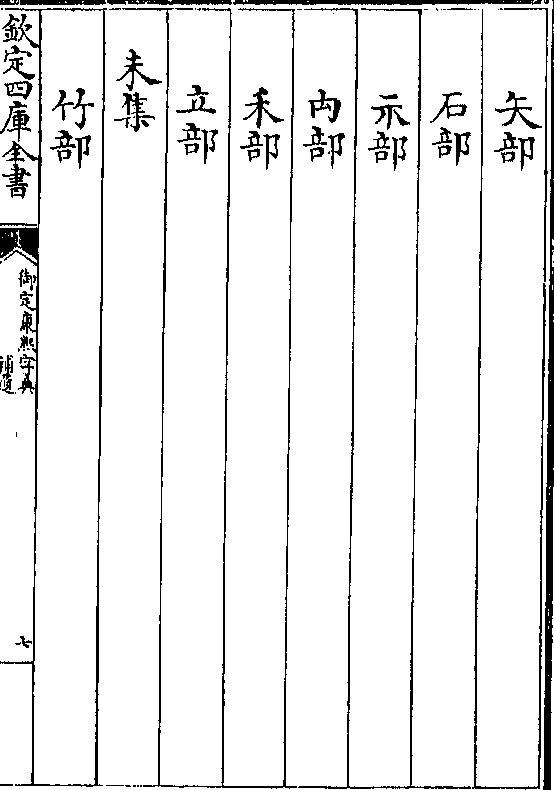 矢部
石部
示部
禸部
禾部
立部
未集
竹部
欽定四庫全書
御定康熙字典
補遺
七